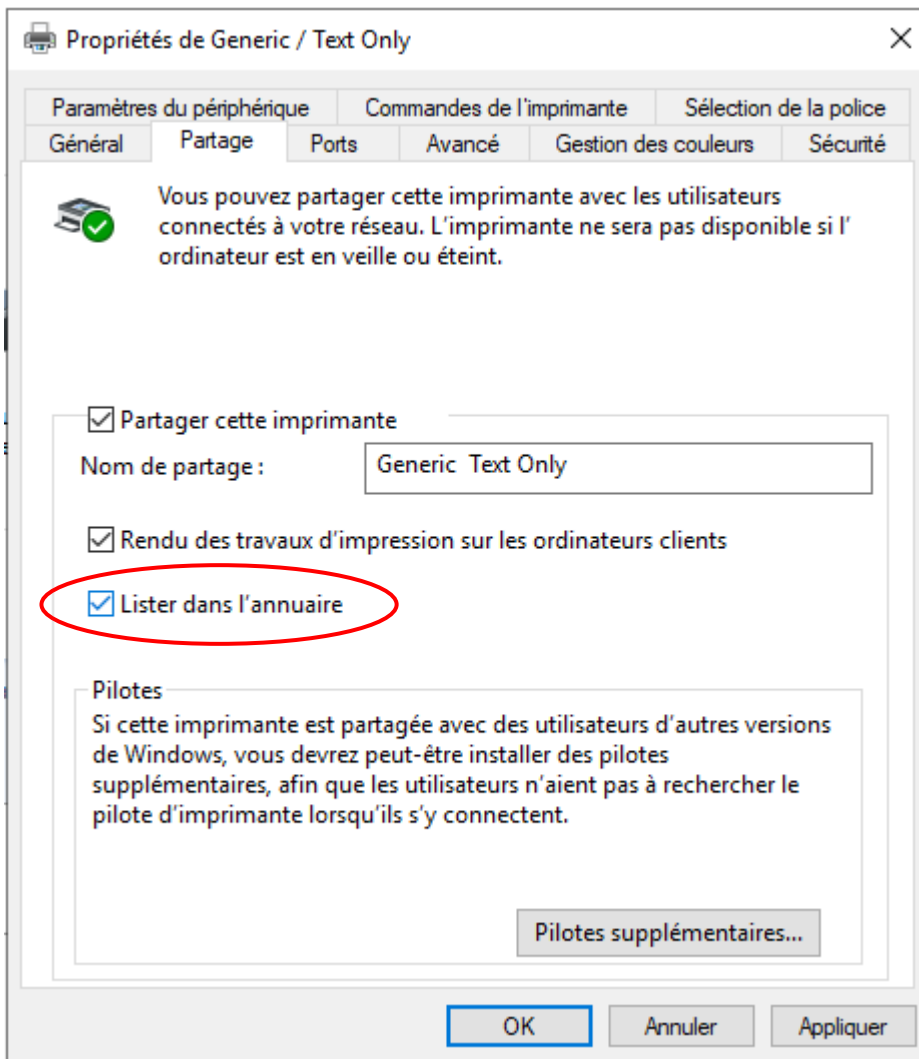 Propriétés de Generic / Text Only
Paramètres du périphérique Commandes de l'imprimante Sélection de la police
Général Partage Ports Avancé Gestion des couleurs Sécurité
Vous pouvez partager cette imprimante avec les utilisateurs
connectés à votre réseau. L'imprimante ne sera pas disponible si l'
ordinateur est en veille ou éteint.
Partager cette imprimante
Nom de partage : Generic  Text Only
Rendu des travaux d'impression sur les ordinateurs clients
Lister dans l'annuaire
Pilotes
Si cette imprimante est partagée avec des utilisateurs d'autres versions
de Windows, vous devrez peut-être installer des pilotes
supplémentaires, afin que les utilisateurs n'aient pas à rechercher le
pilote d'imprimante lorsqu'ils s'y connectent.
Pilotes supplémentaires...
OK Annuler Appliquer